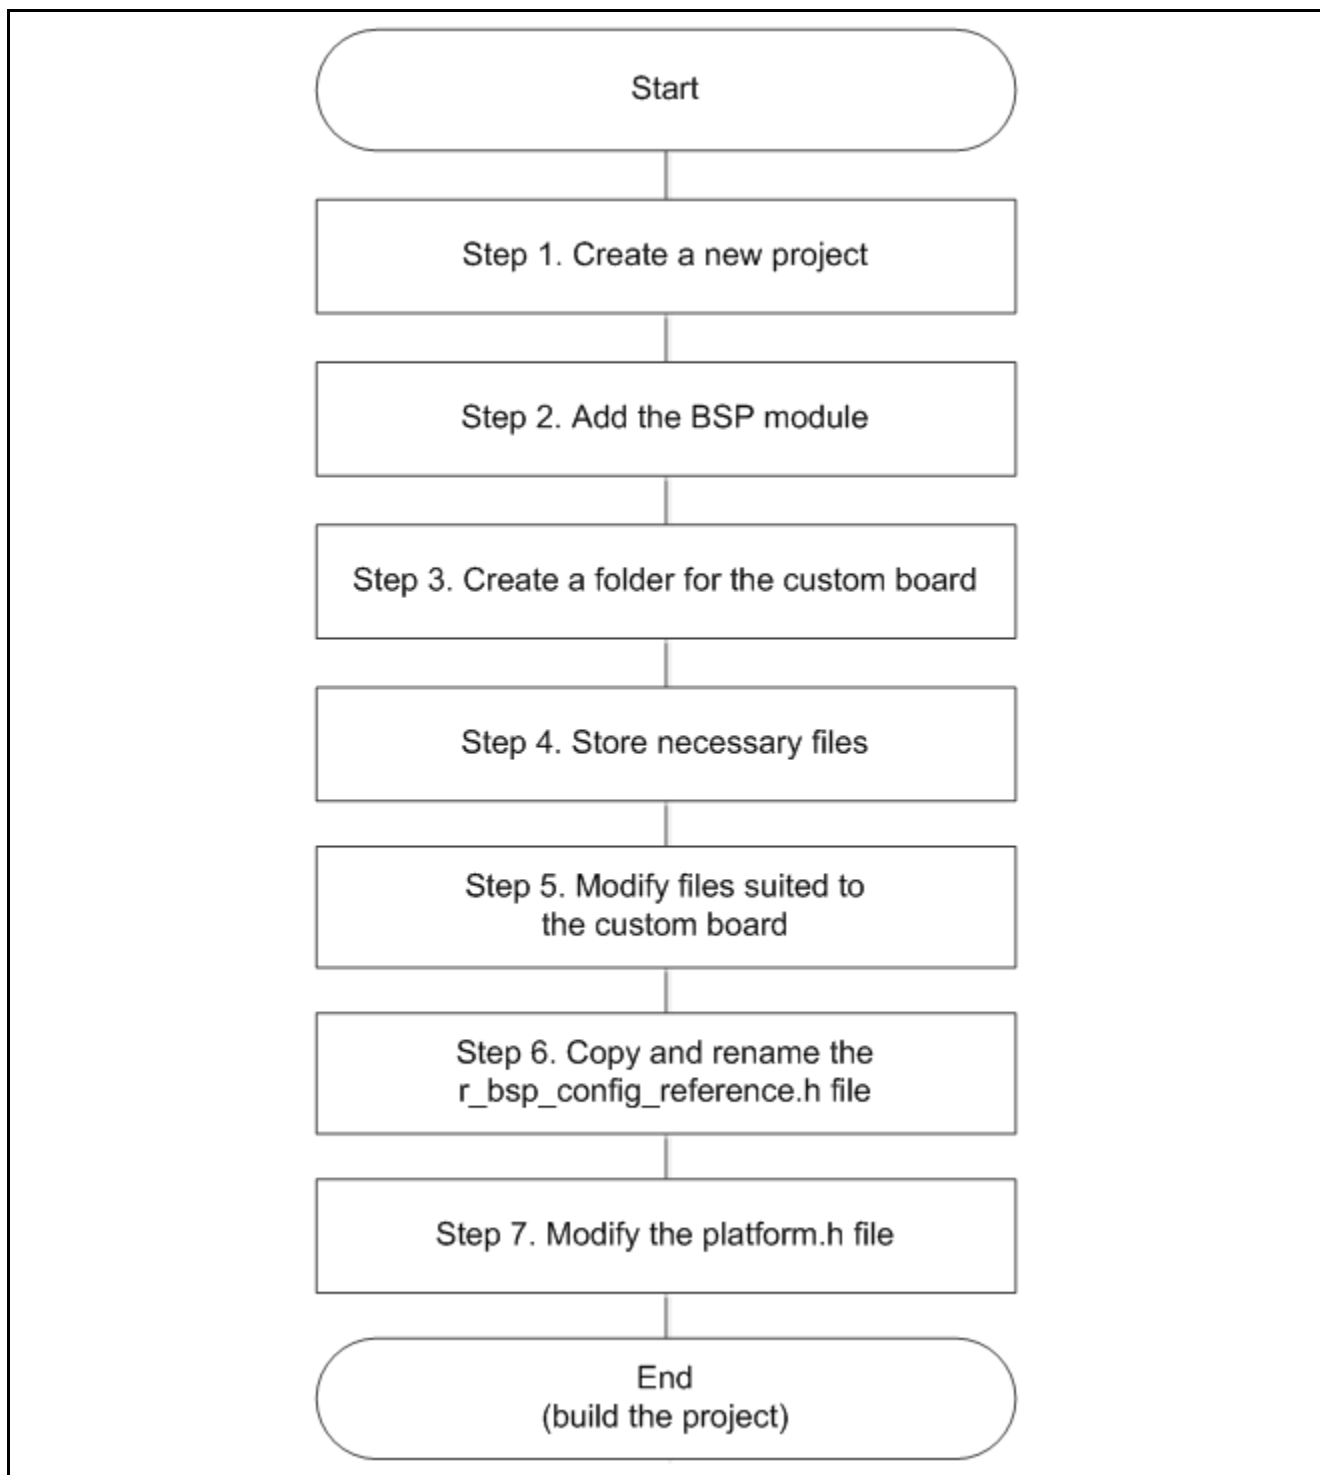 Start
Step 1. Create a new project
Step 2. Add the BSP module
Step 3. Create a folder for the custom board
Step 4. Store necessary files
Step 5. Modify files suited to
the custom board
Step 6. Copy and rename the
r_bsp_config_reference.h file
Step 7. Modify the platform.h file
End
(build the project)